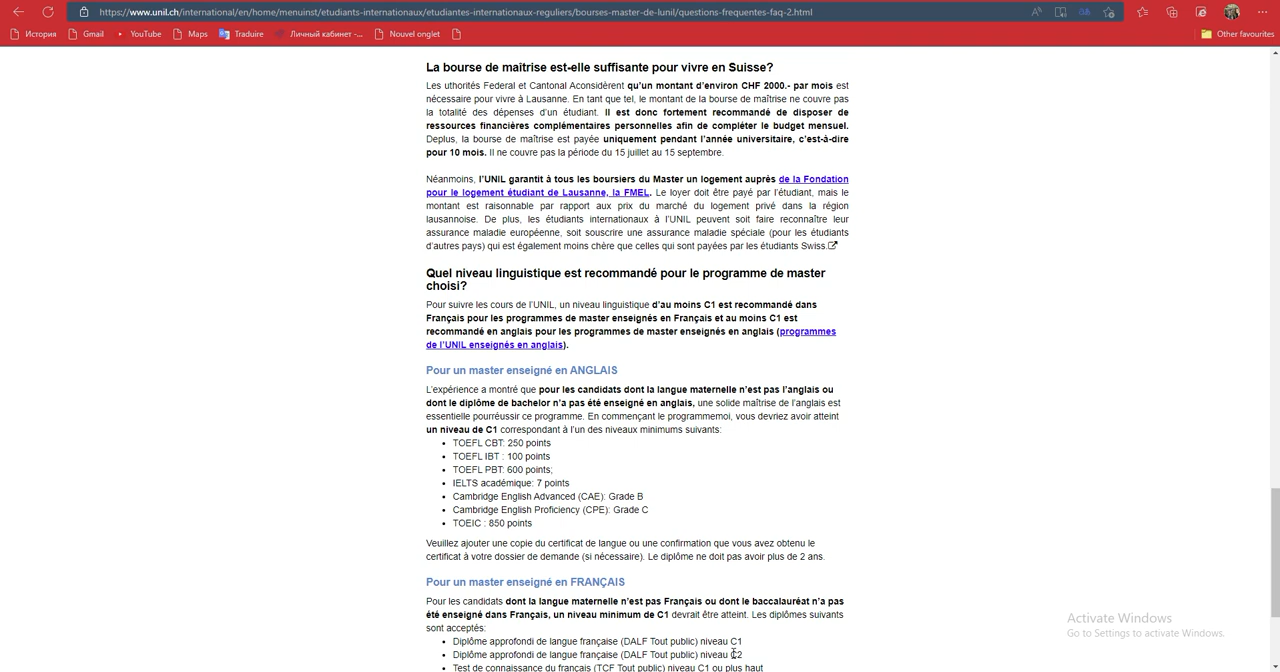 https://www.unil.ch/international/en/home/menuinst/etudiants-internationaux/etudiantes-internationaux-reguliers/bourses-master-de-lunil/questions-frequentes-faq-2.html
История Gmail YouTube Maps Traduire Личный кабинет -... Nouvel onglet Other favourites
La bourse de maîtrise est-elle suffisante pour vivre en Suisse?
Les uthorités Federal et Cantonal Aconsidèrent qu'un montant d'environ CHF 2000.- par mois est
nécessaire pour vivre à Lausanne. En tant que tel, le montant de la bourse de maîtrise ne couvre pas
la totalité des dépenses d'un étudiant. Il est donc fortement recommandé de disposer de
ressources financières complémentaires personnelles afin de compléter le budget mensuel.
Deplus, la bourse de maîtrise est payée uniquement pendant l'année universitaire, c'est-à-dire
pour 10 mois. Il ne couvre pas la période du 15 juillet au 15 septembre.
Néanmoins, l'UNIL garantit à tous les boursiers du Master un logement auprès de la Fondation
pour le logement étudiant de Lausanne, la FMEL. Le loyer doit être payé par l'étudiant, mais le
montant est raisonnable par rapport aux prix du marché du logement privé dans la région
lausannoise. De plus, les étudiants internationaux à l'UNIL peuvent soit faire reconnaître leur
assurance maladie européenne, soit souscrire une assurance maladie spéciale (pour les étudiants
d'autres pays) qui est également moins chère que celles qui sont payées par les étudiants Swiss.
Quel niveau linguistique est recommandé pour le programme de master
choisi?
Pour suivre les cours de l'UNIL, un niveau linguistique d'au moins C1 est recommandé dans
Français pour les programmes de master enseignés en Français et au moins C1 est
recommandé en anglais pour les programmes de master enseignés en anglais (programmes
de l'UNIL enseignés en anglais).
Pour un master enseigné en ANGLAIS
L'expérience a montré que pour les candidats dont la langue maternelle n'est pas l'anglais ou
dont le diplôme de bachelor n'a pas été enseigné en anglais, une solide maîtrise de l'anglais est
essentielle pourréussir ce programme. En commençant le programmemoi, vous devriez avoir atteint
un niveau de C1 correspondant à l'un des niveaux minimums suivants:
• TOEFL CBT: 250 points
• TOEFL IBT : 100 points
• TOEFL PBT: 600 points;
• IELTS académique: 7 points
• Cambridge English Advanced (CAE): Grade B
• Cambridge English Proficiency (CPE): Grade C
• TOEIC : 850 points
Veuillez ajouter une copie du certificat de langue ou une confirmation que vous avez obtenu le
certificat à votre dossier de demande (si nécessaire). Le diplôme ne doit pas avoir plus de 2 ans.
Pour un master enseigné en FRANÇAIS
Pour les candidats dont la langue maternelle n'est pas Français ou dont le baccalauréat n'a pas
été enseigné dans Français, un niveau minimum de C1 devrait être atteint. Les diplômes suivants
sont acceptés:
• Diplôme approfondi de langue française (DALF Tout public) niveau C1
• Diplôme approfondi de langue française (DALF Tout public) niveau C2
• Test de connaissance du français (TCF Tout public) niveau C1 ou plus haut
Activate Windows
Go to Settings to activate Windows.